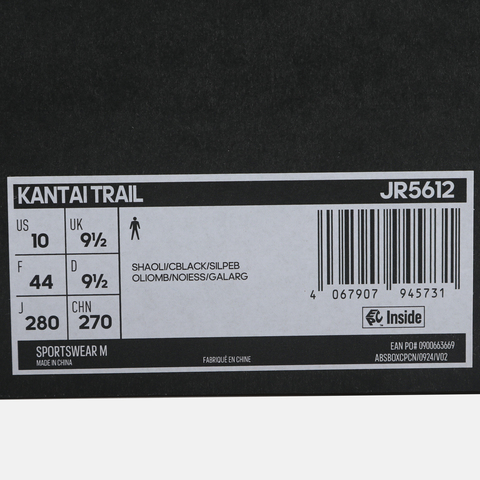 KANTAI TRAIL
JR5612
US
10
UK
9½
F
44
D
9½
J
280
CHN
270
SHAOLI/CBLACK/SILPEB
OLIOMB/NOIESS/GALARG
4 067907 945731
Inside
SPORTSWEAR M
MADE IN CHINA
FABRIQUÉ EN CHINE
EAN PO# 0900663669
ABSBOXCPCN/0924/V02